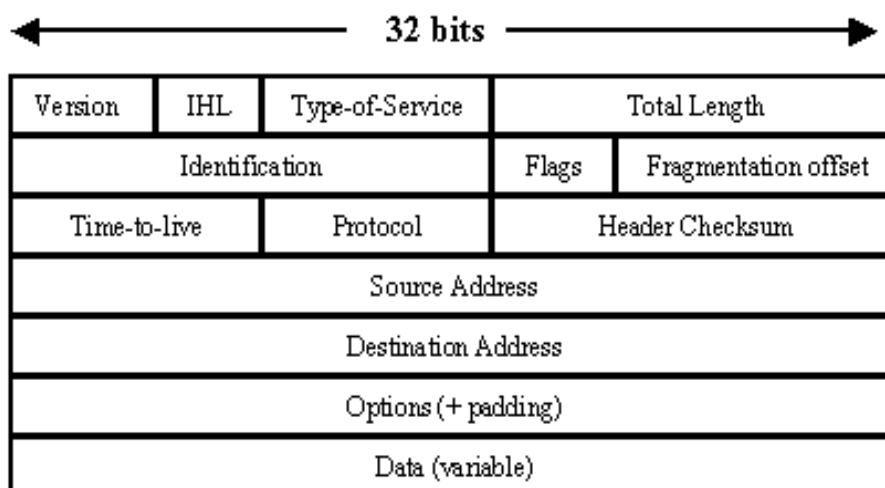 32 bits
Version IHL Type-of-Service Total Length
Identification Flags Fragmentation offset
Time-to-live Protocol Header Checksum
Source Address
Destination Address
Options (+ padding)
Data (variable)